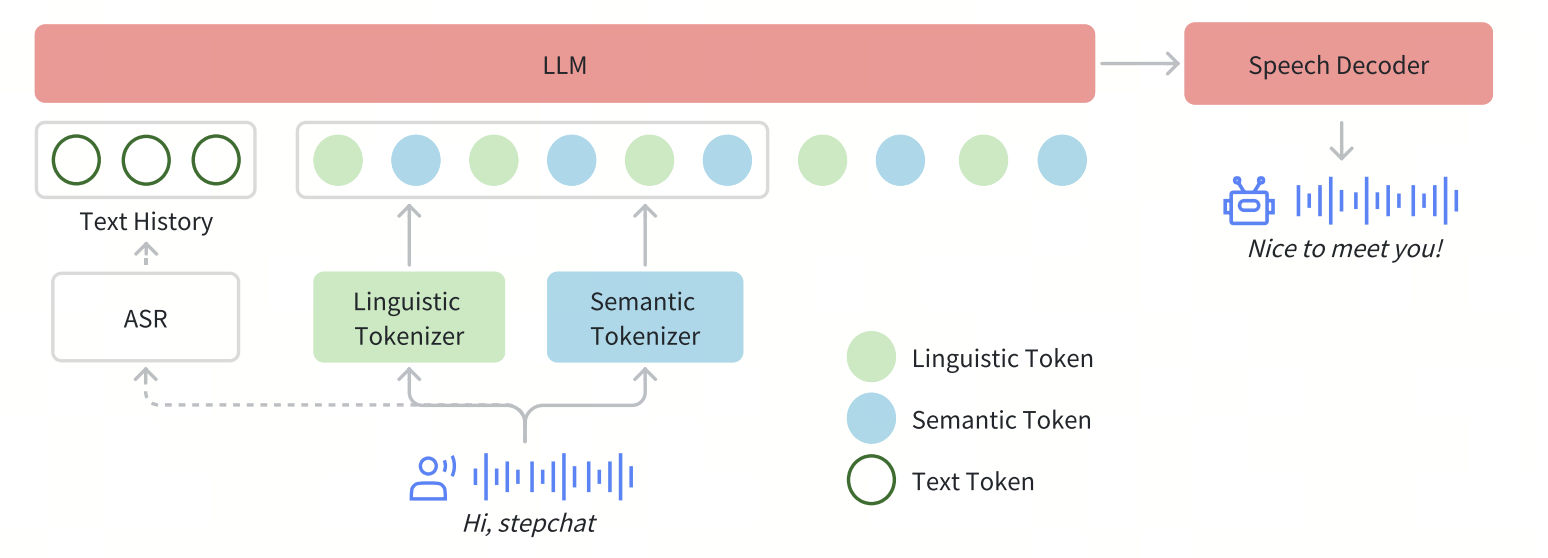 LLM
Speech Decoder
Text History
Nice to meet you!
ASR
Linguistic
Tokenizer
Semantic
Tokenizer
Linguistic Token
Semantic Token
Text Token
Hi, stepchat